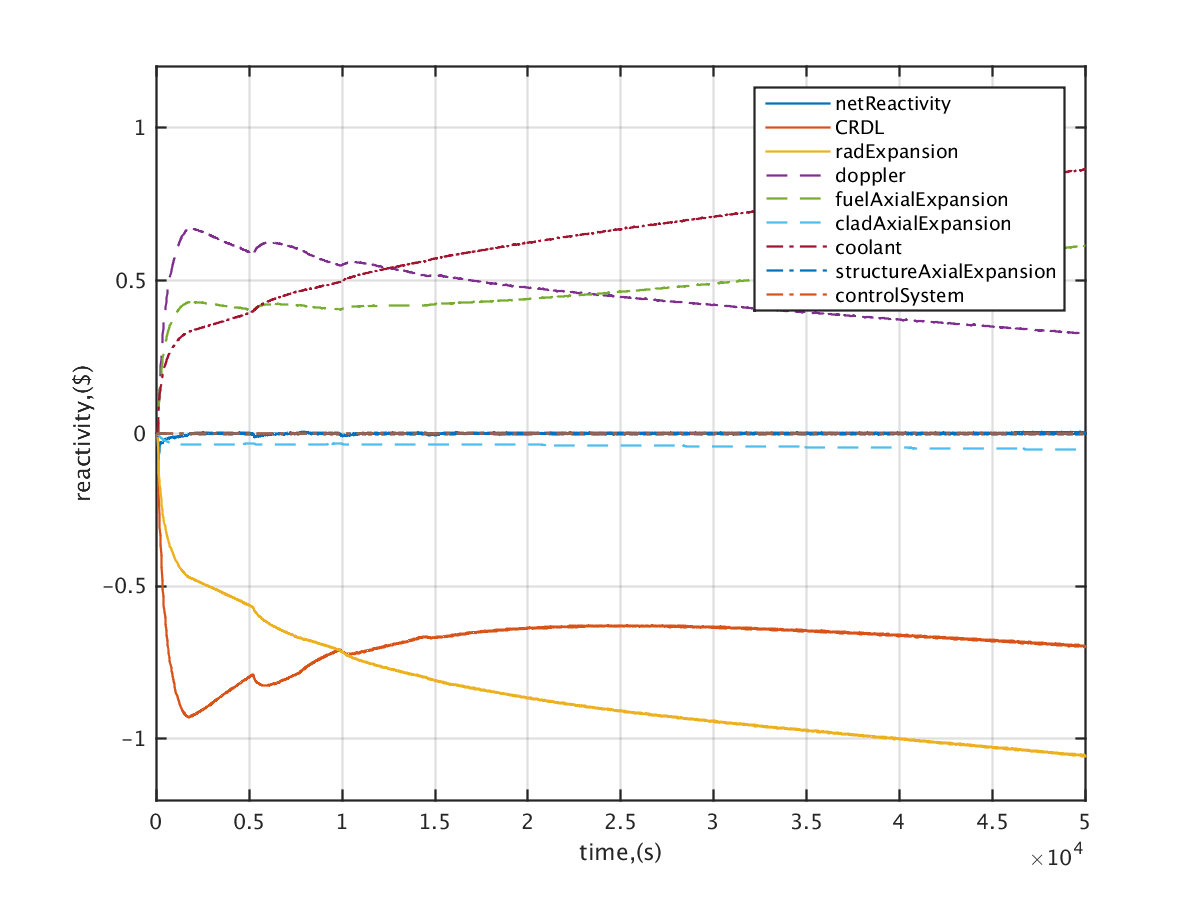 netReactivity
CRDL
radExpansion
doppler
fuelAxialExpansion
cladAxialExpansion
coolant
structureAxialExpansion
controlSystem
1
0.5
0
-0.5
-1
reactivity,($)
0 0.5 1 1.5 2 2.5 3 3.5 4 4.5 5
time,(s)
×10^4